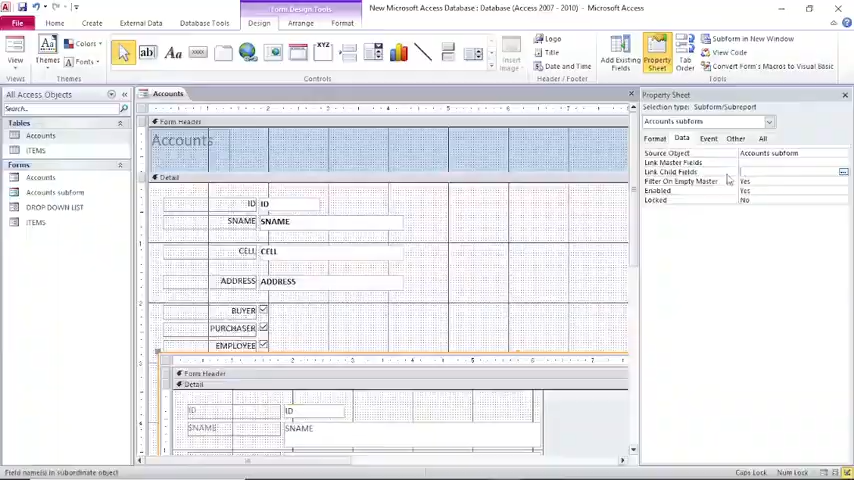 Form Design Tools
New Microsoft Access Database : Database (Access 2007 - 2010) - Microsoft Access
File Home Create External Data Database Tools Design Arrange Format
View
Themes
Colors
Fonts
Aa
ab
Aa
XYZ
XXXX
Insert Image
Logo
Title
Date and Time
Add Existing Fields
Property Sheet
Tab Order
Subform in New Window
View Code
Convert Form's Macros to Visual Basic
Views Themes Controls Header / Footer Tools
All Access Objects
Search...
Tables
Accounts
ITEMS
Forms
Accounts
Accounts subform
DROP DOWN LIST
ITEMS
Accounts
Form Header
Accounts
Detail
ID ID
SNAME SNAME
CELL CELL
ADDRESS ADDRESS
BUYER
PURCHASER
EMPLOYEE
Form Header
Detail
ID ID
SNAME SNAME
Property Sheet
Selection type: Subform/Subreport
Accounts subform
Format Data Event Other All
Source Object Accounts subform
Link Master Fields
Link Child Fields
Filter On Empty Master Yes
Enabled Yes
Locked No
Field name(s) in subordinate object
Caps Lock Num Lock